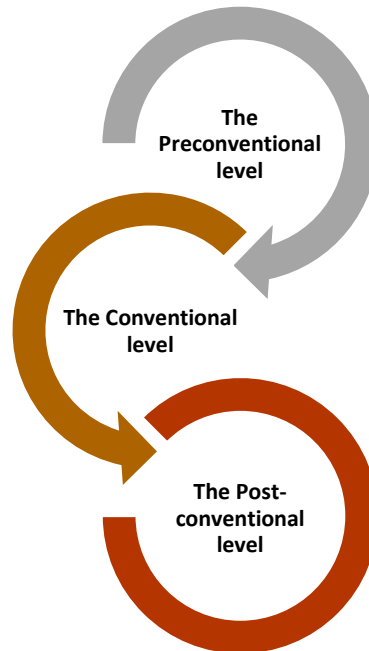 The
Preconventional
level
The Conventional
level
The Post-
conventional
level